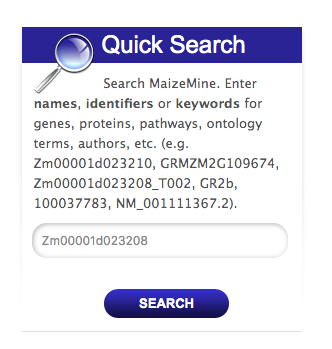 Quick Search
Search MaizeMine. Enter
names, identifiers or keywords for
genes, proteins, pathways, ontology
terms, authors, etc. (e.g.
Zm00001d023210, GRMZM2G109674,
Zm00001d023208_T002, GR2b,
100037783, NM_001111367.2).
Zm00001d023208
SEARCH